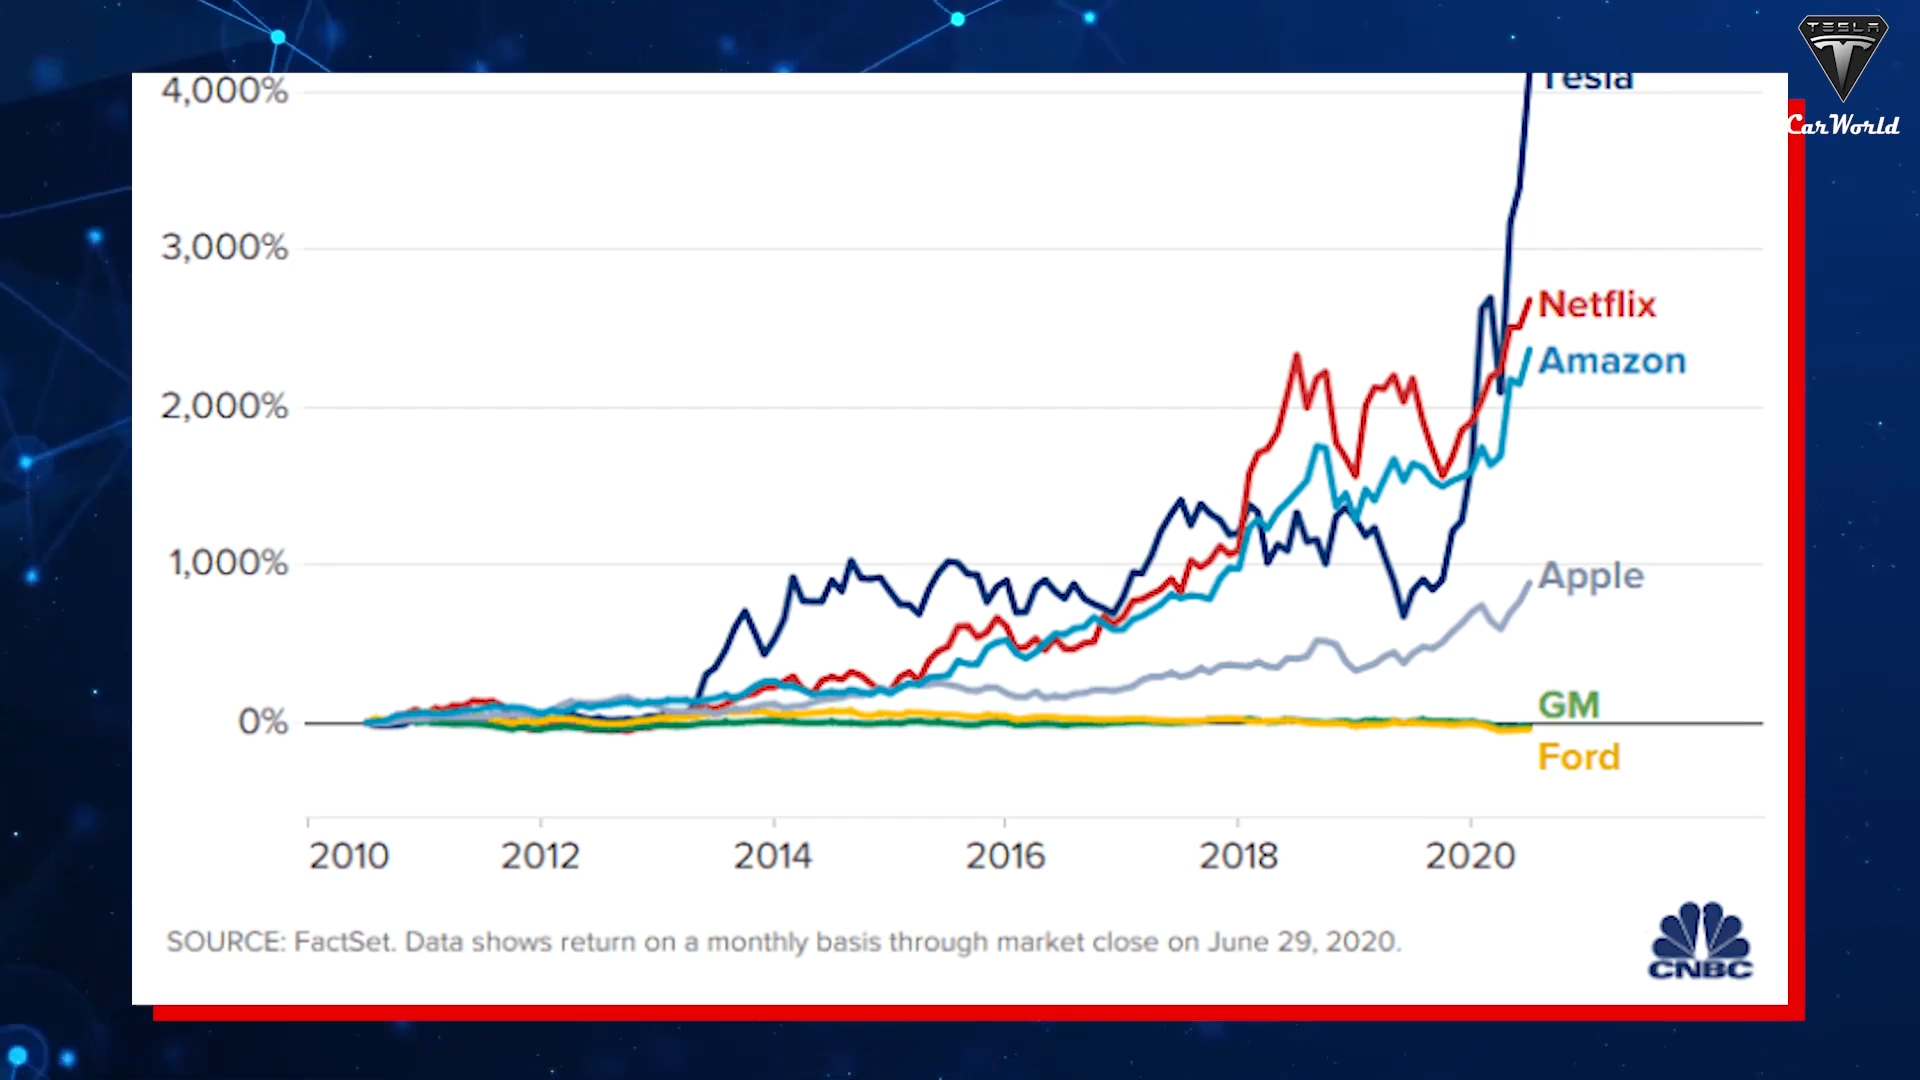 TESLA
CarWorld
4,000%
Tesla
3,000%
Netflix
Amazon
2,000%
1,000%
Apple
GM
0%
Ford
2010 2012 2014 2016 2018 2020
SOURCE: FactSet. Data shows return on a monthly basis through market close on June 29, 2020.
CNBC